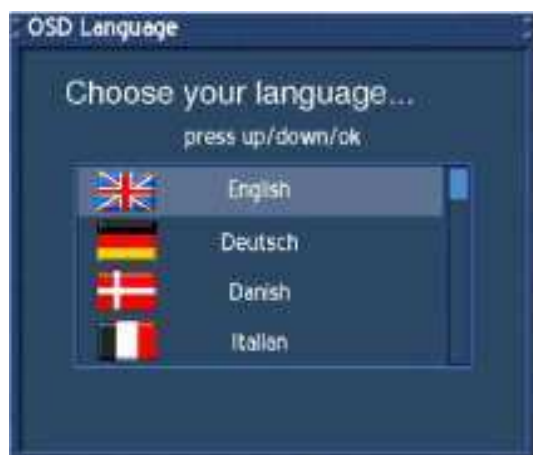 OSD Language
Choose your language...
press up/down/ok
English
Deutsch
Danish
Italian